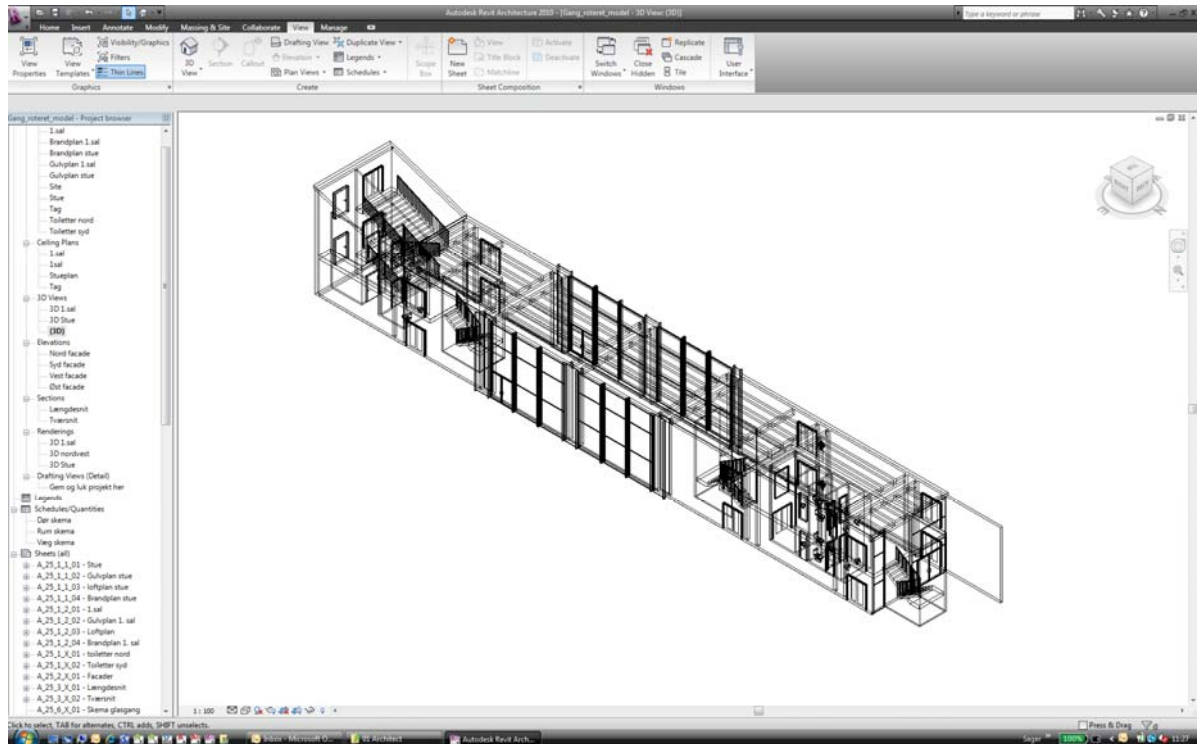 Autodesk Revit Architecture 2010 - [Gang_roteret_model - 3D View: {3D}]
Type a keyword or phrase
Home Insert Annotate Modify Massing & Site Collaborate View Manage
View Properties
View Templates
Visibility/Graphics
Filters
Thin Lines
3D View
Section
Callout
Drafting View
Elevation
Plan Views
Duplicate View
Legends
Schedules
Scope Box
New Sheet
View
Title Block
Matchline
Activate
Deactivate
Switch Windows
Close Hidden
Replicate
Cascade
Tile
User Interface
Graphics Create Sheet Composition Windows
Gang_roteret_model - Project browser
1.sal
Brandplan 1.sal
Brandplan stue
Gulvplan 1.sal
Gulvplan stue
Site
Stue
Tag
Toiletter nord
Toiletter syd
Ceiling Plans
1.sal
1sal
Stueplan
Tag
3D Views
3D 1.sal
3D Stue
{3D}
Elevations
Nord facade
Syd facade
Vest facade
Øst facade
Sections
Længdesnit
Tværsnit
Renderings
3D 1.sal
3D nordvest
3D Stue
Drafting Views (Detail)
Gem og luk projekt her
Legends
Schedules/Quantities
Dør skema
Rum skema
Væg skema
Sheets (all)
A_25_1_1_01 - Stue
A_25_1_1_02 - Gulvplan stue
A_25_1_1_03 - loftplan stue
A_25_1_1_04 - Brandplan stue
A_25_1_2_01 - 1.sal
A_25_1_2_02 - Gulvplan 1. sal
A_25_1_2_03 - Loftplan
A_25_1_2_04 - Brandplan 1. sal
A_25_1_X_01 - toiletter nord
A_25_1_X_02 - Toiletter syd
A_25_2_X_01 - Facader
A_25_3_X_01 - Længdesnit
A_25_3_X_02 - Tværsnit
A_25_6_X_01 - Skema glasgang
1 : 100
Click to select, TAB for alternates, CTRL adds, SHIFT unselects.
Press & Drag
Inbox - Microsoft O...
01 Architect
Autodesk Revit Arch...
Sager
100%
11:27